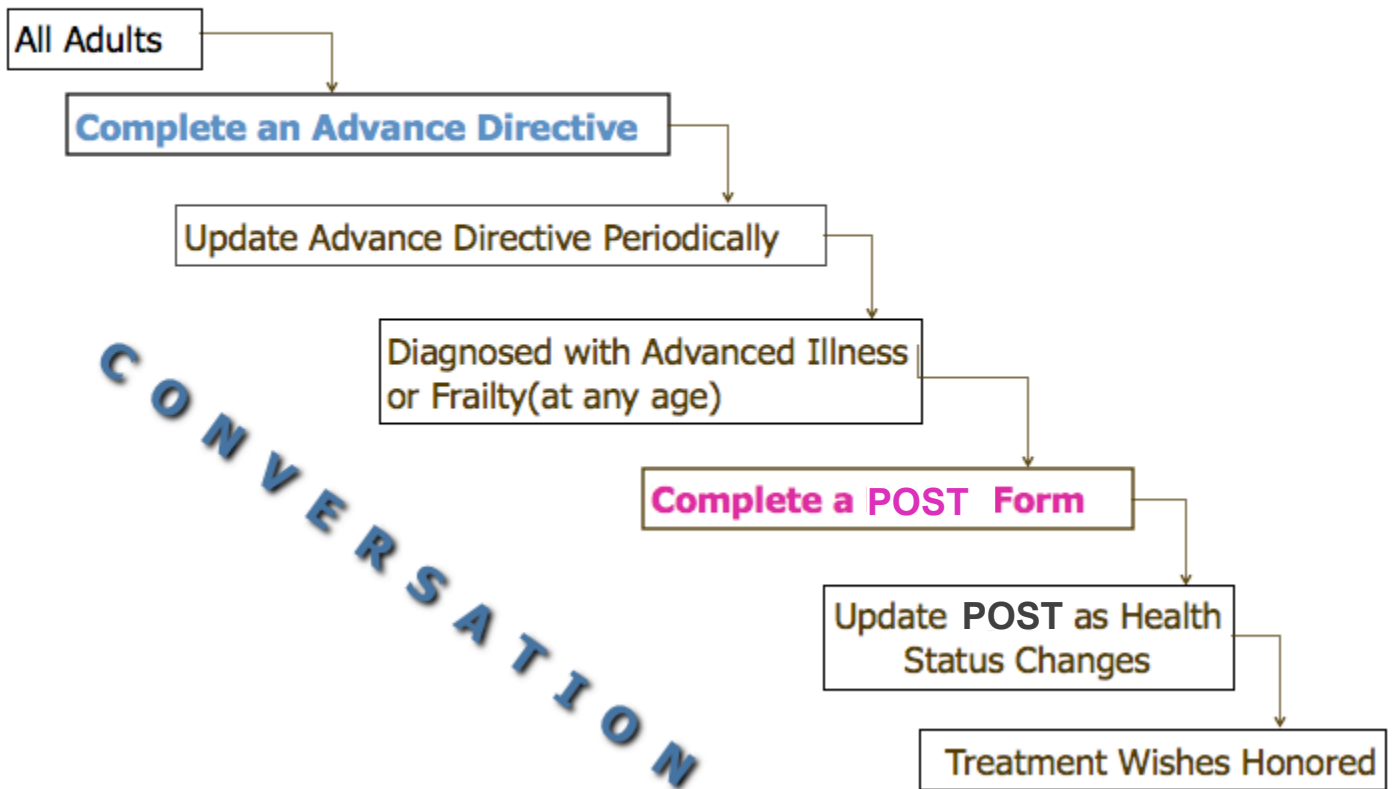 All Adults
Complete an Advance Directive
Update Advance Directive Periodically
Diagnosed with Advanced Illness
or Frailty(at any age)
Complete a POST Form
Update POST as Health
Status Changes
Treatment Wishes Honored
CONVERSATION